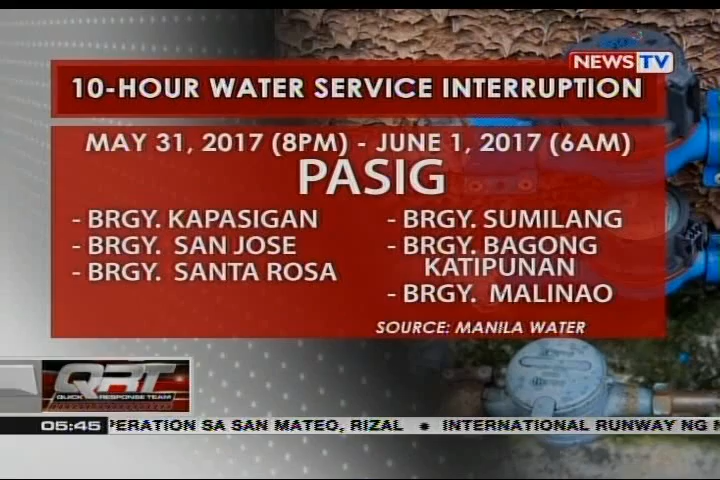 NEWS TV
10-HOUR WATER SERVICE INTERRUPTION
MAY 31, 2017 (8PM) - JUNE 1, 2017 (6AM)
PASIG
- BRGY. KAPASIGAN
- BRGY. SAN JOSE
- BRGY. SANTA ROSA
- BRGY. SUMILANG
- BRGY. BAGONG
KATIPUNAN
- BRGY. MALINAO
SOURCE: MANILA WATER
QRT
QUICK RESPONSE TEAM
05:45 PERATION SA SAN MATEO, RIZAL ● INTERNATIONAL RUNWAY NG